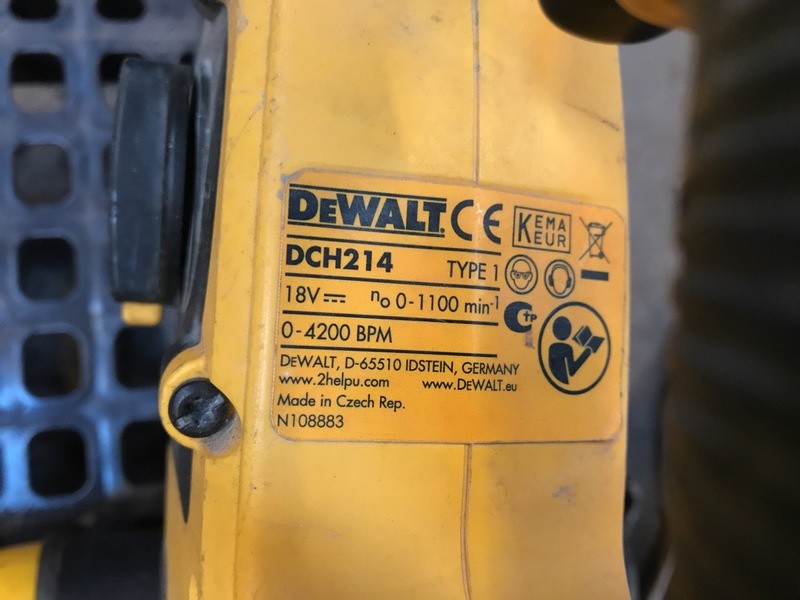 DEWALT CE KEMA KEUR
DCH214 TYPE 1
18V n₀ 0-1100 min⁻¹
0-4200 BPM
DEWALT, D-65510 IDSTEIN, GERMANY
www.2helpu.com www.DEWALT.eu
Made in Czech Rep.
N108883